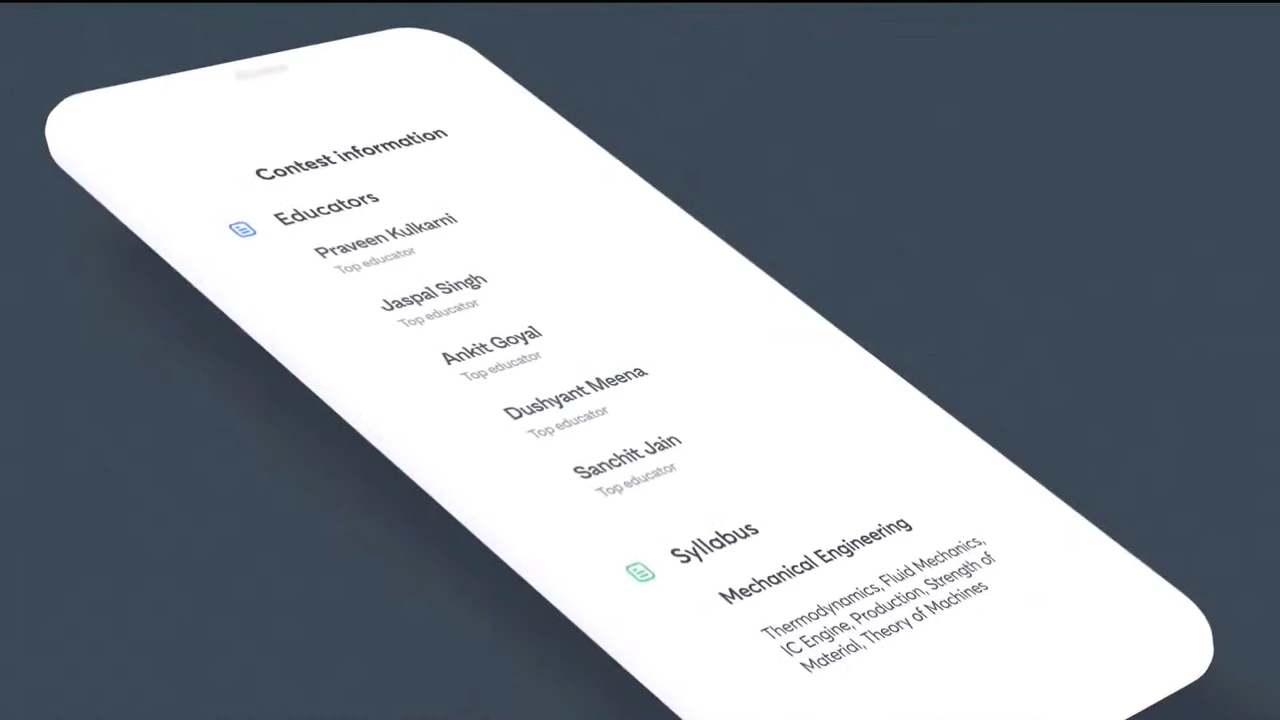 Contest information
Educators
Praveen Kulkarni
Top educator
Jaspal Singh
Top educator
Ankit Goyal
Top educator
Dushyant Meena
Top educator
Sanchit Jain
Top educator
Syllabus
Mechanical Engineering
Thermodynamics, Fluid Mechanics,
IC Engine, Production, Strength of
Material, Theory of Machines